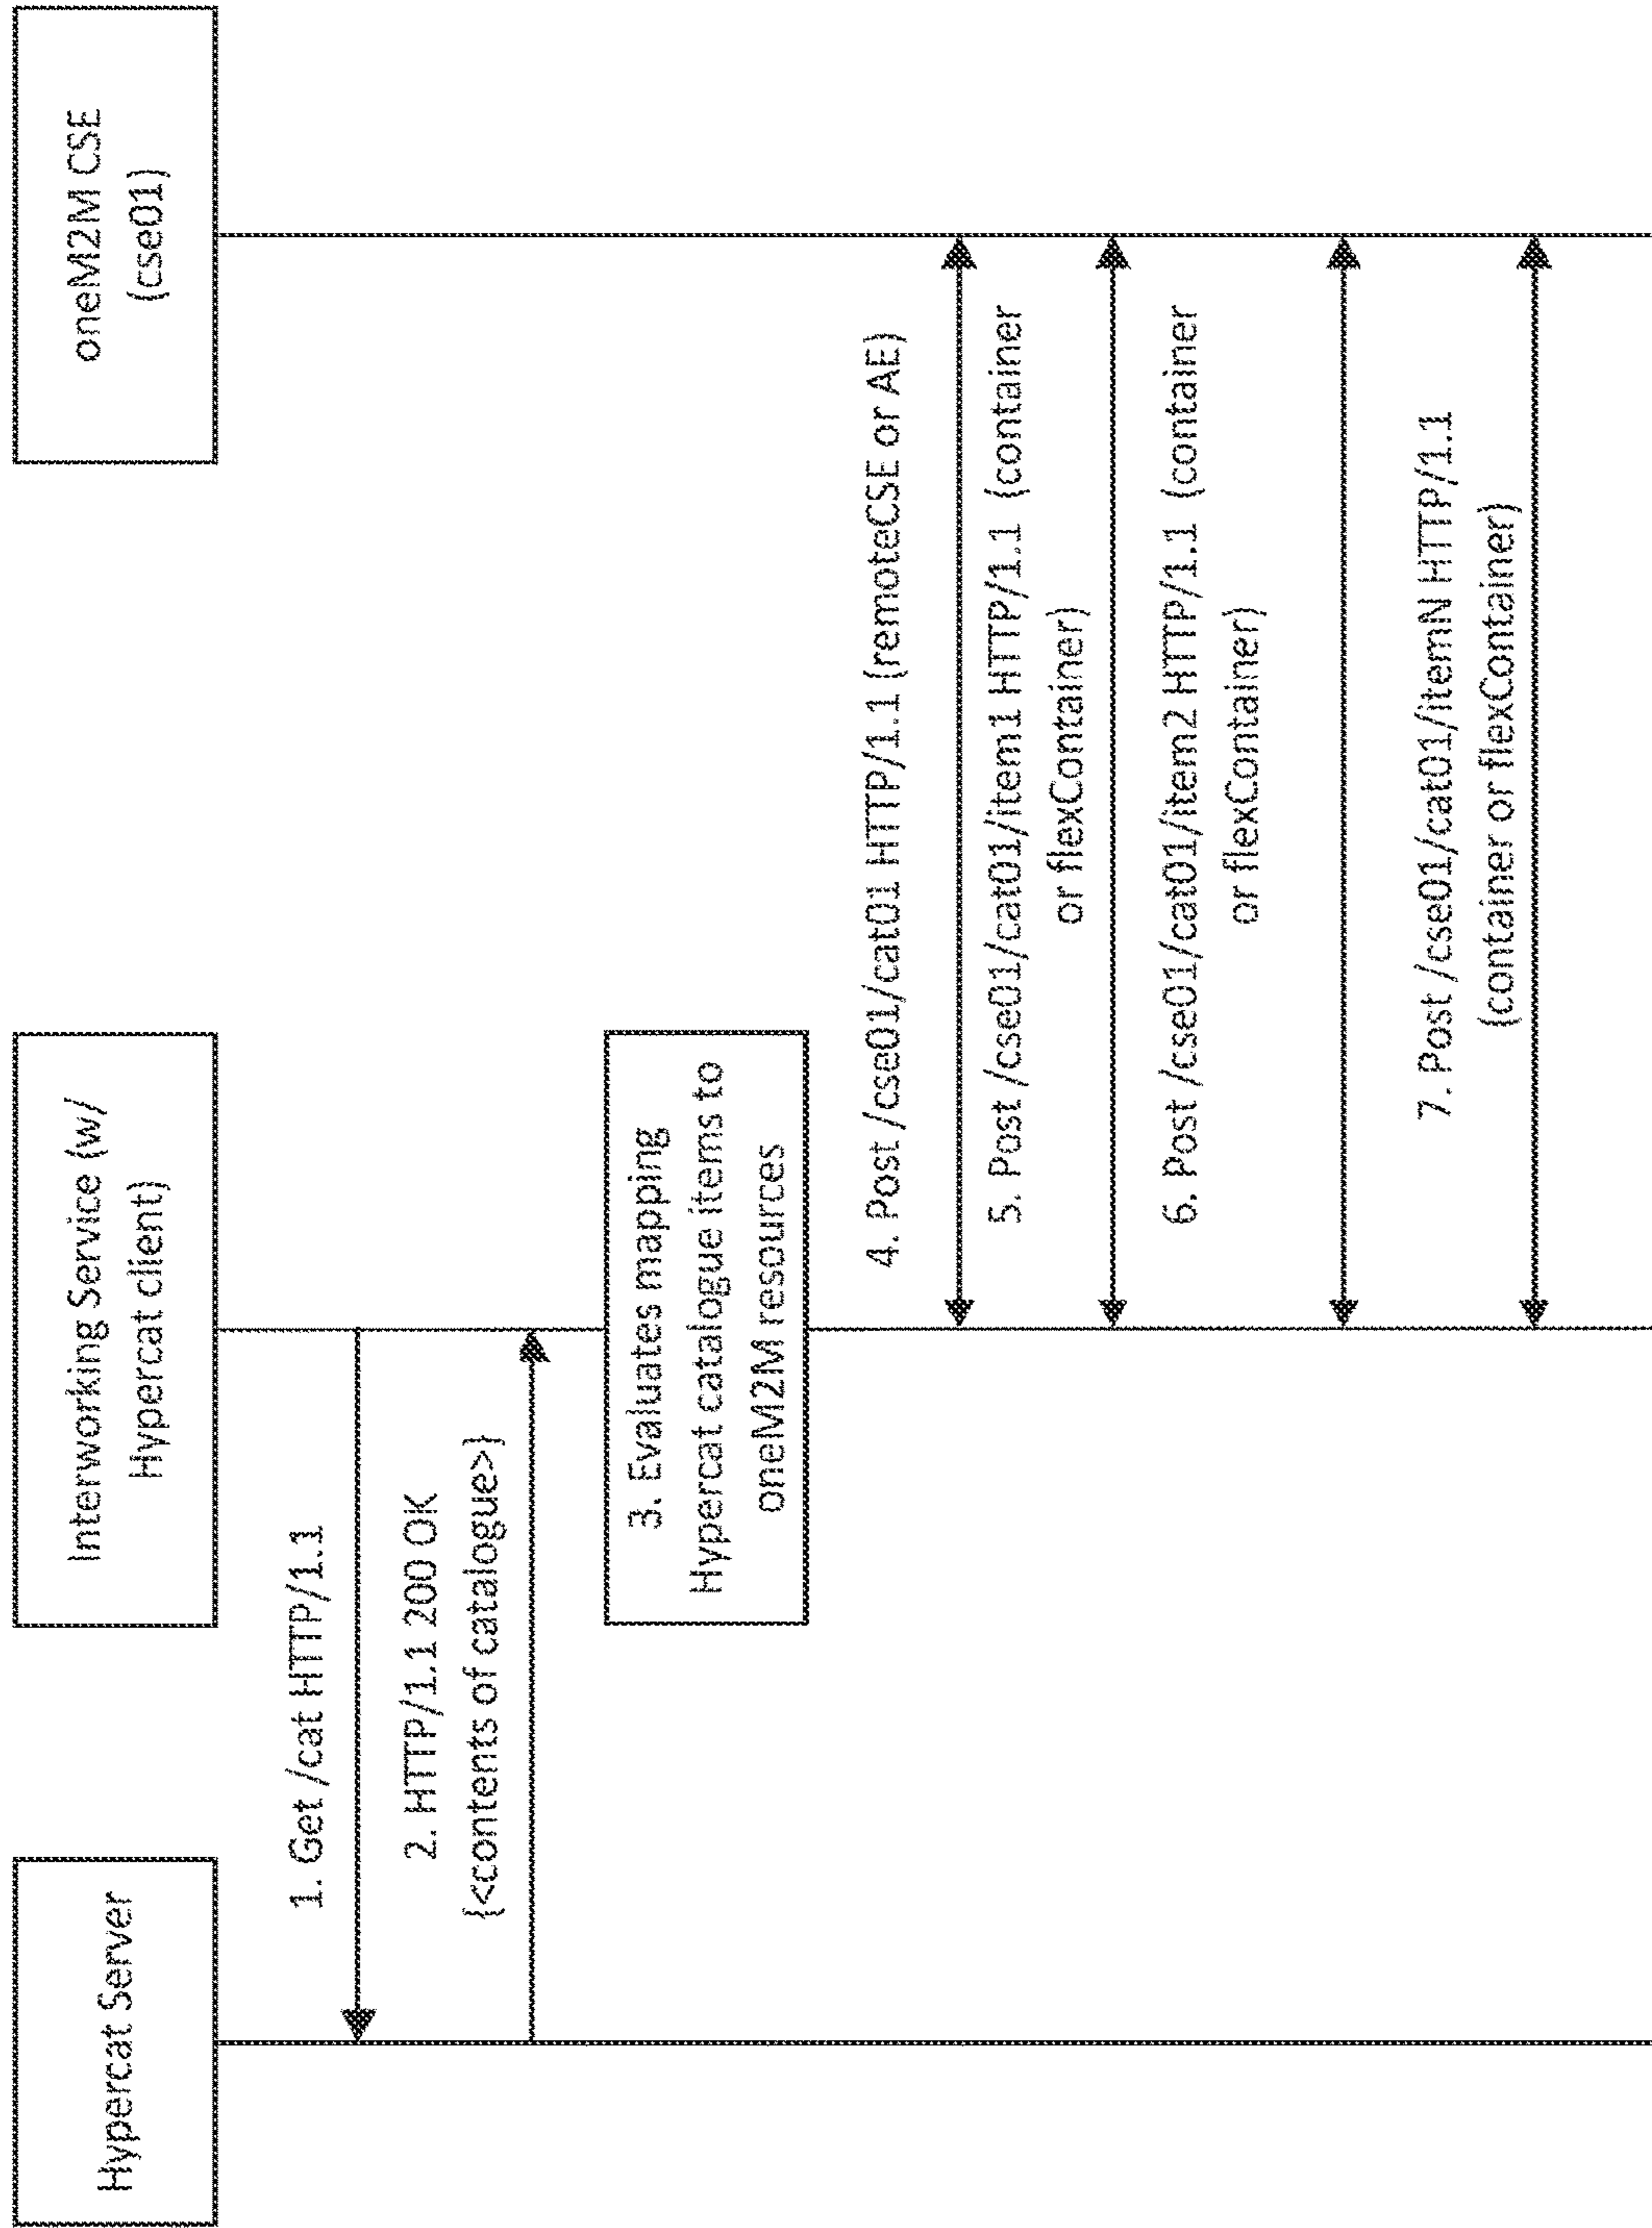 Hypercat Server
Interworking Service (w/
Hypercat client)
oneM2M CSE
(cse01)
1. Get /cat HTTP/1.1
2. HTTP/1.1 200 OK
{<contents of catalogue>}
3. Evaluates mapping
Hypercat catalogue items to
oneM2M resources
4. Post /cse01/cat01 HTTP/1.1 (remoteCSE or AE)
5. Post /cse01/cat01/item1 HTTP/1.1 (container
or flexContainer)
6. Post /cse01/cat01/item2 HTTP/1.1 (container
or flexContainer)
7. Post /cse01/cat01/itemN HTTP/1.1
(container or flexContainer)